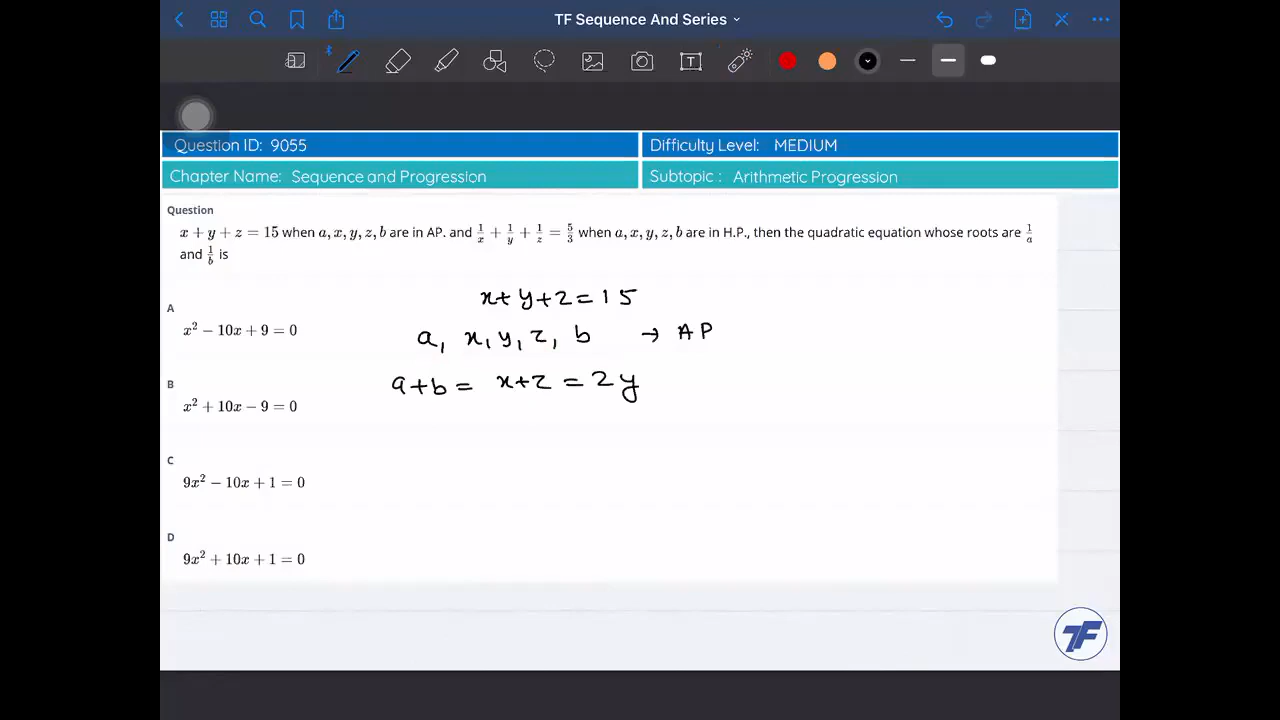 TF Sequence And Series
Question ID: 9055
Difficulty Level: MEDIUM
Chapter Name: Sequence and Progression
Subtopic : Arithmetic Progression
Question
x + y + z = 15 when a, x, y, z, b are in AP. and 1/x + 1/y + 1/z = 5/3 when a, x, y, z, b are in H.P., then the quadratic equation whose roots are 1/a
and 1/b is
x+y+z=15
A
x² − 10x + 9 = 0
a, x, y, z, b → AP
a+b = x+z = 2y
B
x² + 10x − 9 = 0
C
9x² − 10x + 1 = 0
D
9x² + 10x + 1 = 0
TF